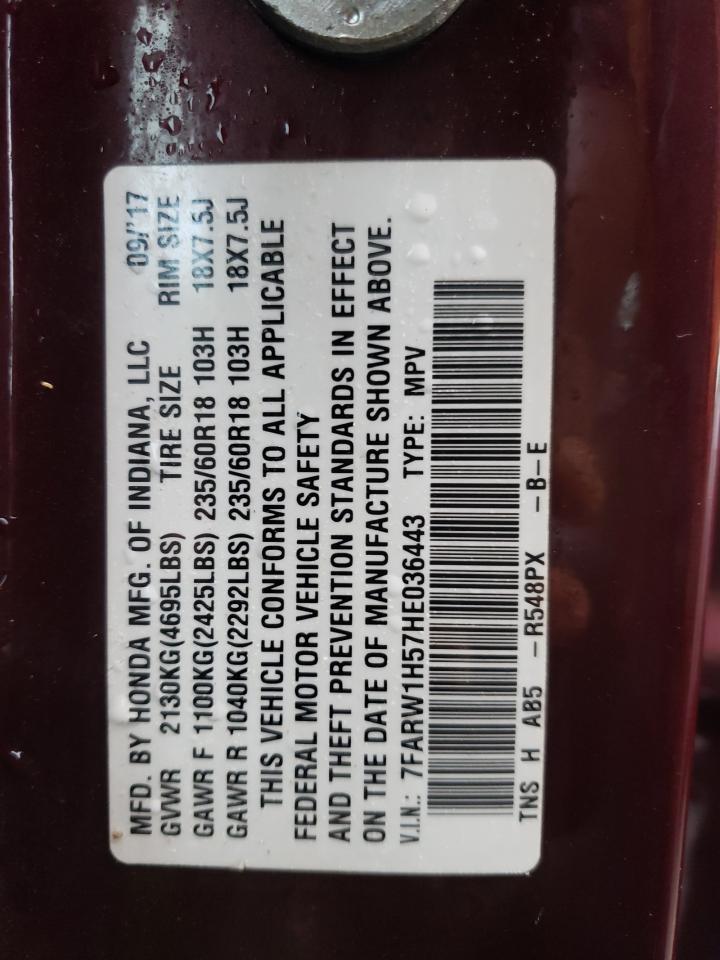 MFD. BY HONDA MFG. OF INDIANA, LLC 09/'17
GVWR 2130KG(4695LBS) TIRE SIZE RIM SIZE
GAWR F 1100KG(2425LBS) 235/60R18 103H 18X7.5J
GAWR R 1040KG(2292LBS) 235/60R18 103H 18X7.5J
THIS VEHICLE CONFORMS TO ALL APPLICABLE
FEDERAL MOTOR VEHICLE SAFETY
AND THEFT PREVENTION STANDARDS IN EFFECT
ON THE DATE OF MANUFACTURE SHOWN ABOVE.
V.I.N.: 7FARW1H57HE036443 TYPE: MPV
TNS H AB5 –R548PX –B–E